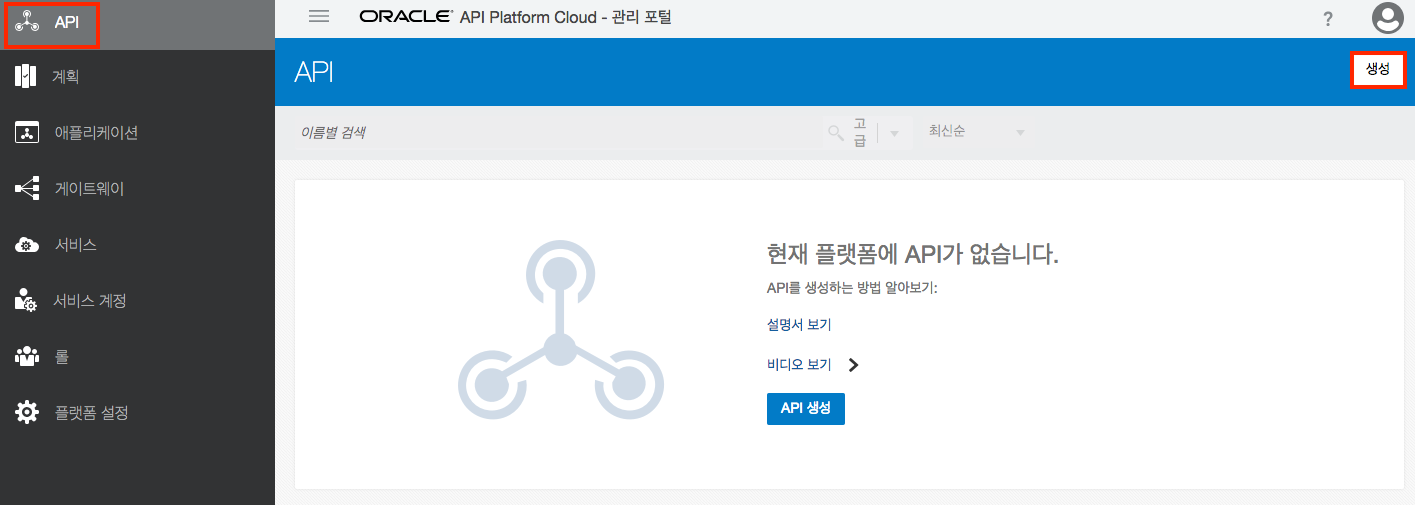 API
계획
애플리케이션
게이트웨이
서비스
서비스 계정
롤
플랫폼 설정
ORACLE® API Platform Cloud - 관리 포털
?
API
생성
이름별 검색
고
급
최신순
현재 플랫폼에 API가 없습니다.
API를 생성하는 방법 알아보기:
설명서 보기
비디오 보기
API 생성